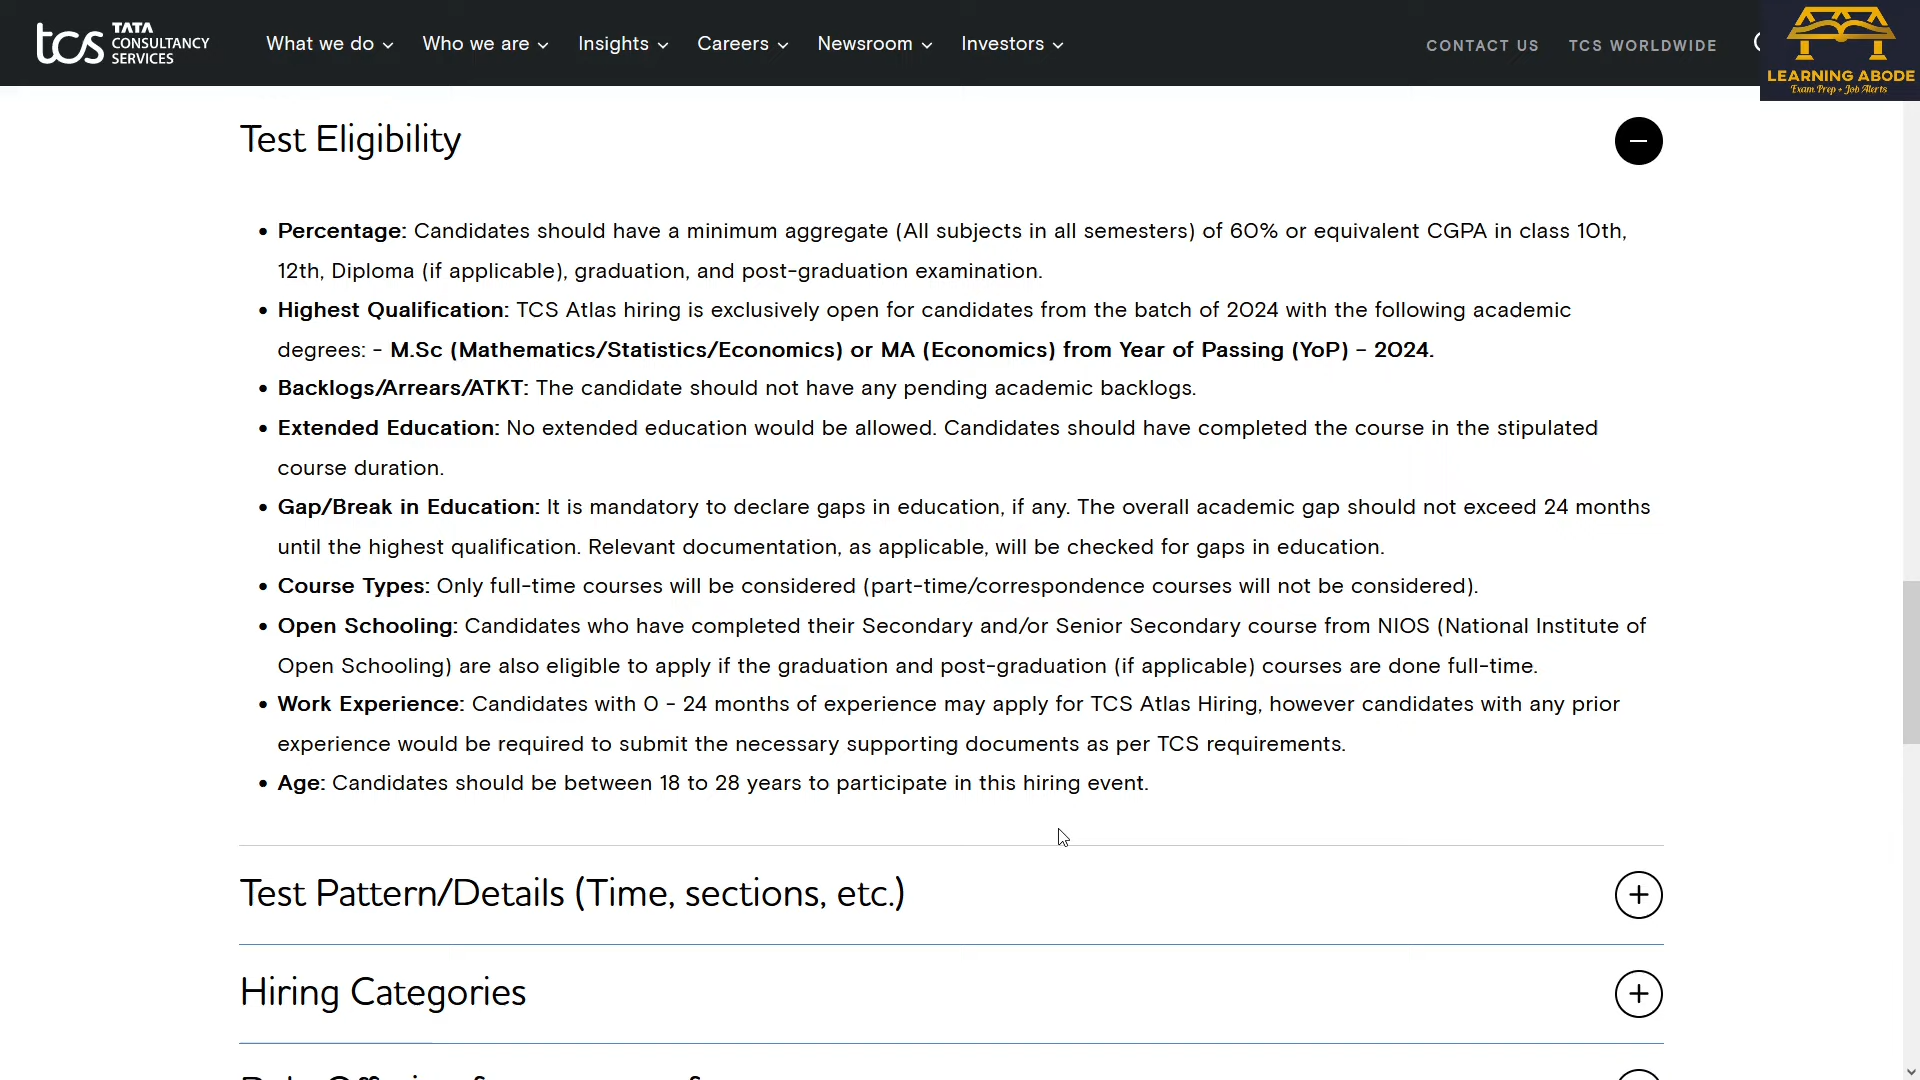 tcs TATA CONSULTANCY SERVICES
What we do Who we are Insights Careers Newsroom Investors CONTACT US TCS WORLDWIDE
LEARNING ABODE
Exam Prep + Job Alerts
Test Eligibility
• Percentage: Candidates should have a minimum aggregate (All subjects in all semesters) of 60% or equivalent CGPA in class 10th,
12th, Diploma (if applicable), graduation, and post-graduation examination.
• Highest Qualification: TCS Atlas hiring is exclusively open for candidates from the batch of 2024 with the following academic
degrees: - M.Sc (Mathematics/Statistics/Economics) or MA (Economics) from Year of Passing (YoP) – 2024.
• Backlogs/Arrears/ATKT: The candidate should not have any pending academic backlogs.
• Extended Education: No extended education would be allowed. Candidates should have completed the course in the stipulated
course duration.
• Gap/Break in Education: It is mandatory to declare gaps in education, if any. The overall academic gap should not exceed 24 months
until the highest qualification. Relevant documentation, as applicable, will be checked for gaps in education.
• Course Types: Only full-time courses will be considered (part-time/correspondence courses will not be considered).
• Open Schooling: Candidates who have completed their Secondary and/or Senior Secondary course from NIOS (National Institute of
Open Schooling) are also eligible to apply if the graduation and post-graduation (if applicable) courses are done full-time.
• Work Experience: Candidates with 0 – 24 months of experience may apply for TCS Atlas Hiring, however candidates with any prior
experience would be required to submit the necessary supporting documents as per TCS requirements.
• Age: Candidates should be between 18 to 28 years to participate in this hiring event.
Test Pattern/Details (Time, sections, etc.)
Hiring Categories